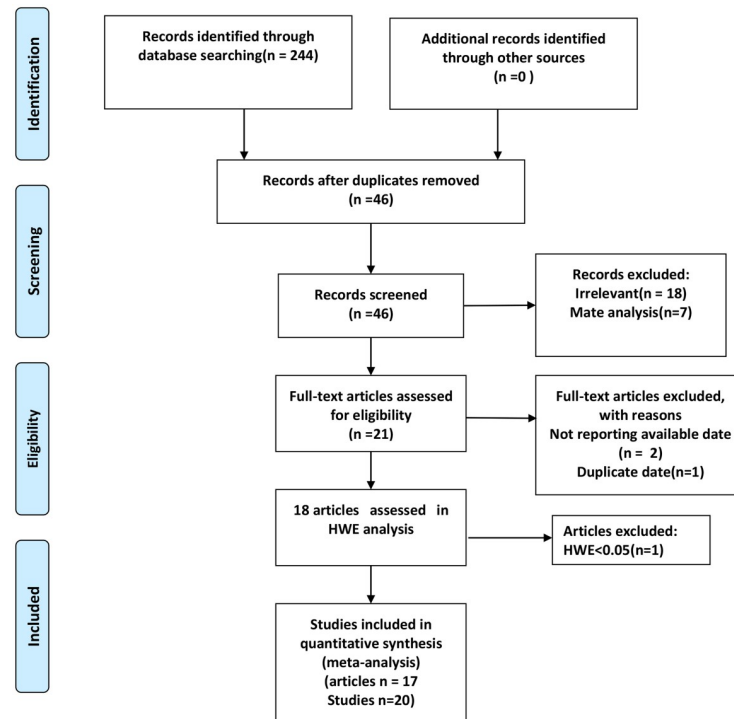 Identification
Records identified through
database searching(n = 244)
Additional records identified
through other sources
(n =0 )
Records after duplicates removed
(n =46)
Screening
Records screened
(n =46)
Records excluded:
Irrelevant(n = 18)
Mate analysis(n=7)
Eligibility
Full-text articles assessed
for eligibility
(n =21)
Full-text articles excluded,
with reasons
Not reporting available date
(n = 2)
Duplicate date(n=1)
18 articles assessed in
HWE analysis
Articles excluded:
HWE<0.05(n=1)
Included
Studies included in
quantitative synthesis
(meta-analysis)
(articles n = 17
Studies n=20)